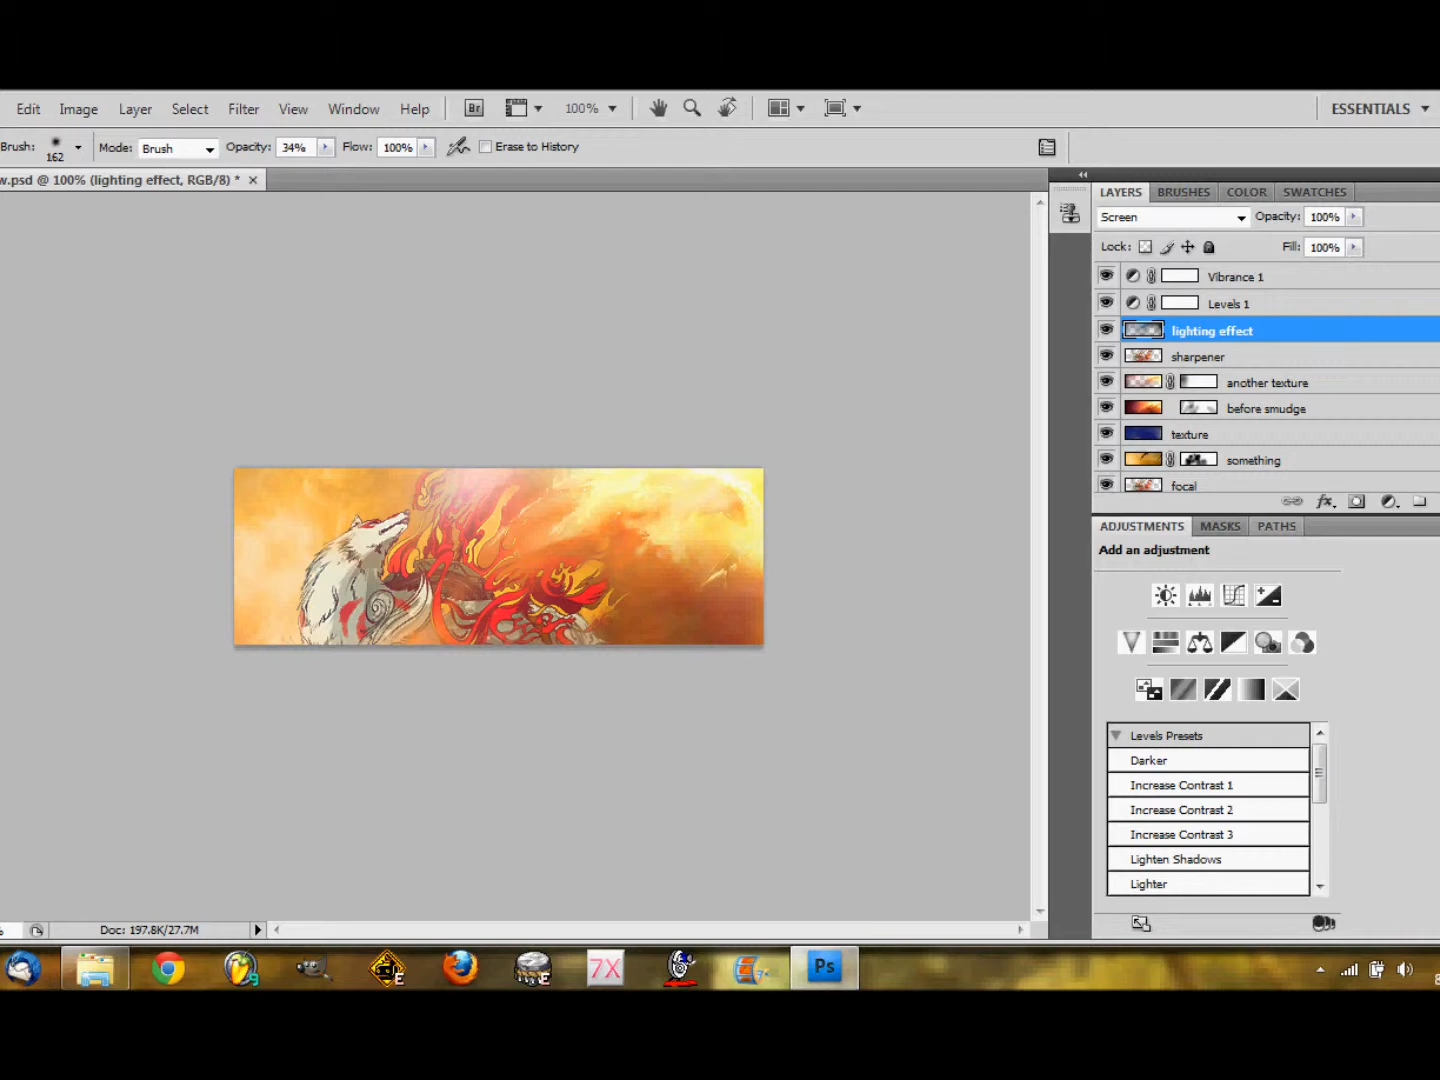 Edit Image Layer Select Filter View Window Help Br 100% ESSENTIALS
Brush: 162 Mode: Brush Opacity: 34% Flow: 100% Erase to History
w.psd @ 100% (lighting effect, RGB/8) * ×
LAYERS BRUSHES COLOR SWATCHES
Screen Opacity: 100%
Lock: Fill: 100%
Vibrance 1
Levels 1
lighting effect
sharpener
another texture
before smudge
texture
something
focal
fx.
ADJUSTMENTS MASKS PATHS
Add an adjustment
Levels Presets
Darker
Increase Contrast 1
Increase Contrast 2
Increase Contrast 3
Lighten Shadows
Lighter
% Doc: 197.8K/27.7M
9 E E 7X 7 Ps